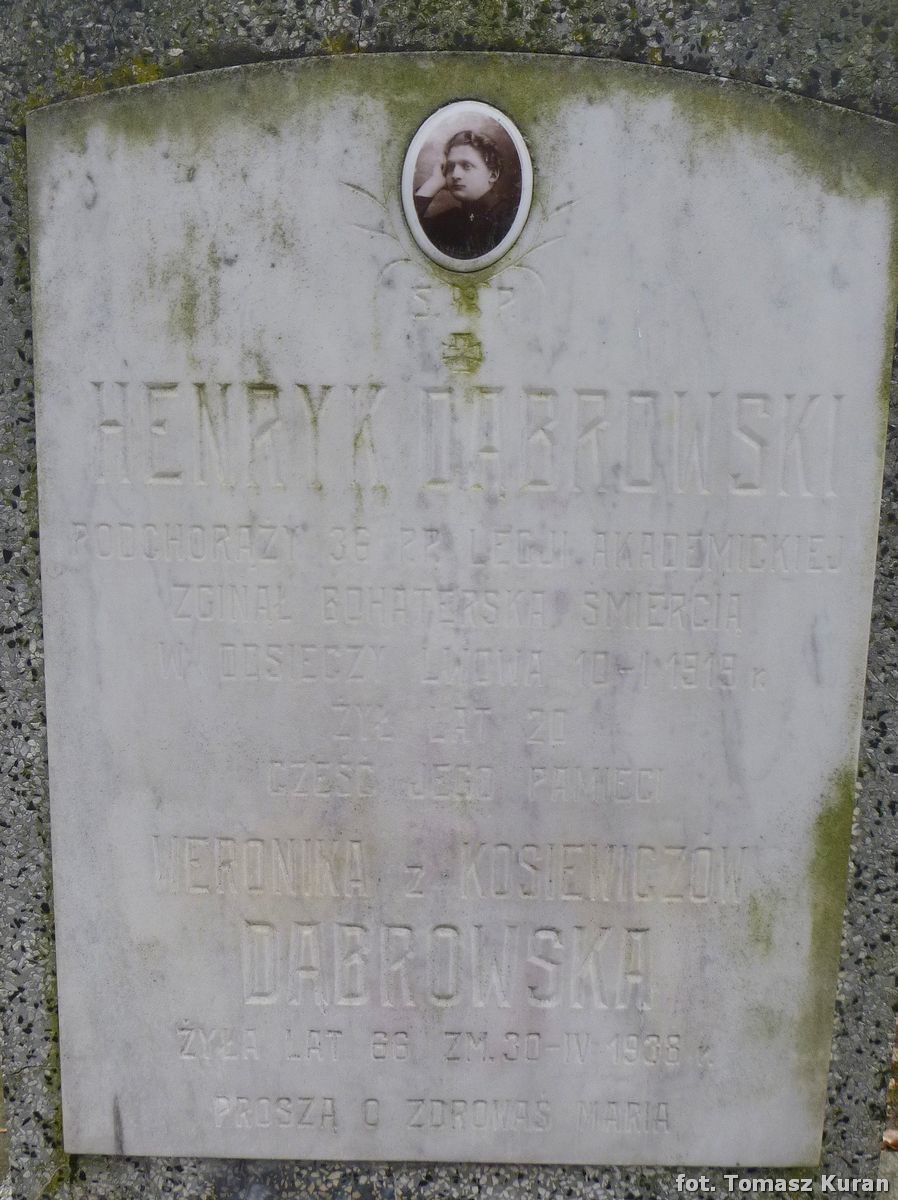 Ś. P.
HENRYK DĄBROWSKI
PODCHORĄŻY 36 PP. LEGJI AKADEMICKIEJ
ZGINĄŁ BOHATERSKĄ ŚMIERCIĄ
W ODSIECZY LWOWA 10-I-1919 r.
ŻYŁ LAT 20
CZEŚĆ JEGO PAMIĘCI
WERONIKA z KOSIEWICZÓW
DĄBROWSKA
ŻYŁA LAT 66 ZM. 30-IV-1938 r.
PROSZĄ O ZDROWAŚ MARIA
fot. Tomasz Kuran